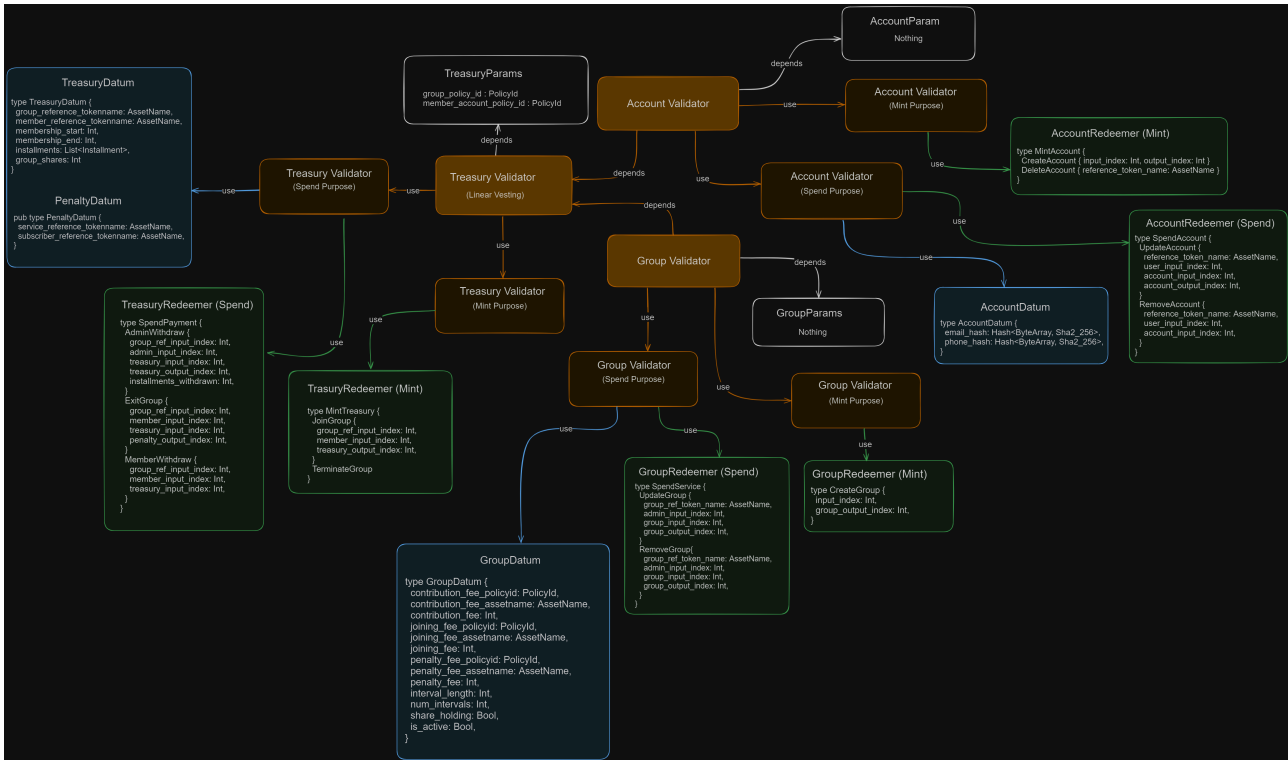 AccountParam
Nothing
depends
TreasuryDatum
type TreasuryDatum {
group_reference_tokenname: AssetName,
member_reference_tokenname: AssetName,
membership_start: Int,
membership_end: Int,
installments: List<Installment>,
group_shares: Int
}
PenaltyDatum
pub type PenaltyDatum {
service_reference_tokenname: AssetName,
subscriber_reference_tokenname: AssetName,
}
TreasuryParams
group_policy_id : PolicyId
member_account_policy_id : PolicyId
depends
Account Validator
use
Account Validator
(Mint Purpose)
use
AccountRedeemer (Mint)
type MintAccount {
CreateAccount { input_index: Int, output_index: Int }
DeleteAccount { reference_token_name: AssetName }
}
use
Treasury Validator
(Spend Purpose)
use
Treasury Validator
(Linear Vesting)
depends
use
Account Validator
(Spend Purpose)
use
AccountRedeemer (Spend)
type SpendAccount {
UpdateAccount {
reference_token_name: AssetName,
user_input_index: Int,
account_input_index: Int,
account_output_index: Int,
}
RemoveAccount {
reference_token_name: AssetName,
user_input_index: Int,
account_input_index: Int,
}
}
depends
use
Group Validator
depends
use
AccountDatum
type AccountDatum {
email_hash: Hash<ByteArray, Sha2_256>,
phone_hash: Hash<ByteArray, Sha2_256>,
}
Treasury Validator
(Mint Purpose)
use
GroupParams
Nothing
use
TreasuryRedeemer (Spend)
type SpendPayment {
AdminWithdraw {
group_ref_input_index: Int,
admin_input_index: Int,
treasury_input_index: Int,
treasury_output_index: Int,
installments_withdrawn: Int,
}
ExitGroup {
group_ref_input_index: Int,
member_input_index: Int,
treasury_input_index: Int,
penalty_output_index: Int,
}
MemberWithdraw {
group_ref_input_index: Int,
member_input_index: Int,
treasury_input_index: Int,
}
}
use
Group Validator
(Spend Purpose)
use
Group Validator
(Mint Purpose)
TrasuryRedeemer (Mint)
type MintTreasury {
JoinGroup {
group_ref_input_index: Int,
member_input_index: Int,
treasury_output_index: Int,
}
TerminateGroup
}
use
use
use
GroupRedeemer (Spend)
type SpendService {
UpdateGroup {
group_ref_token_name: AssetName,
admin_input_index: Int,
group_input_index: Int,
group_output_index: Int,
}
RemoveGroup{
group_ref_token_name: AssetName,
admin_input_index: Int,
group_input_index: Int,
group_output_index: Int,
}
}
GroupRedeemer (Mint)
type CreateGroup {
input_index: Int,
group_output_index: Int,
}
GroupDatum
type GroupDatum {
contribution_fee_policyid: PolicyId,
contribution_fee_assetname: AssetName,
contribution_fee: Int,
joining_fee_policyid: PolicyId,
joining_fee_assetname: AssetName,
joining_fee: Int,
penalty_fee_policyid: PolicyId,
penalty_fee_assetname: AssetName,
penalty_fee: Int,
interval_length: Int,
num_intervals: Int,
share_holding: Bool,
is_active: Bool,
}